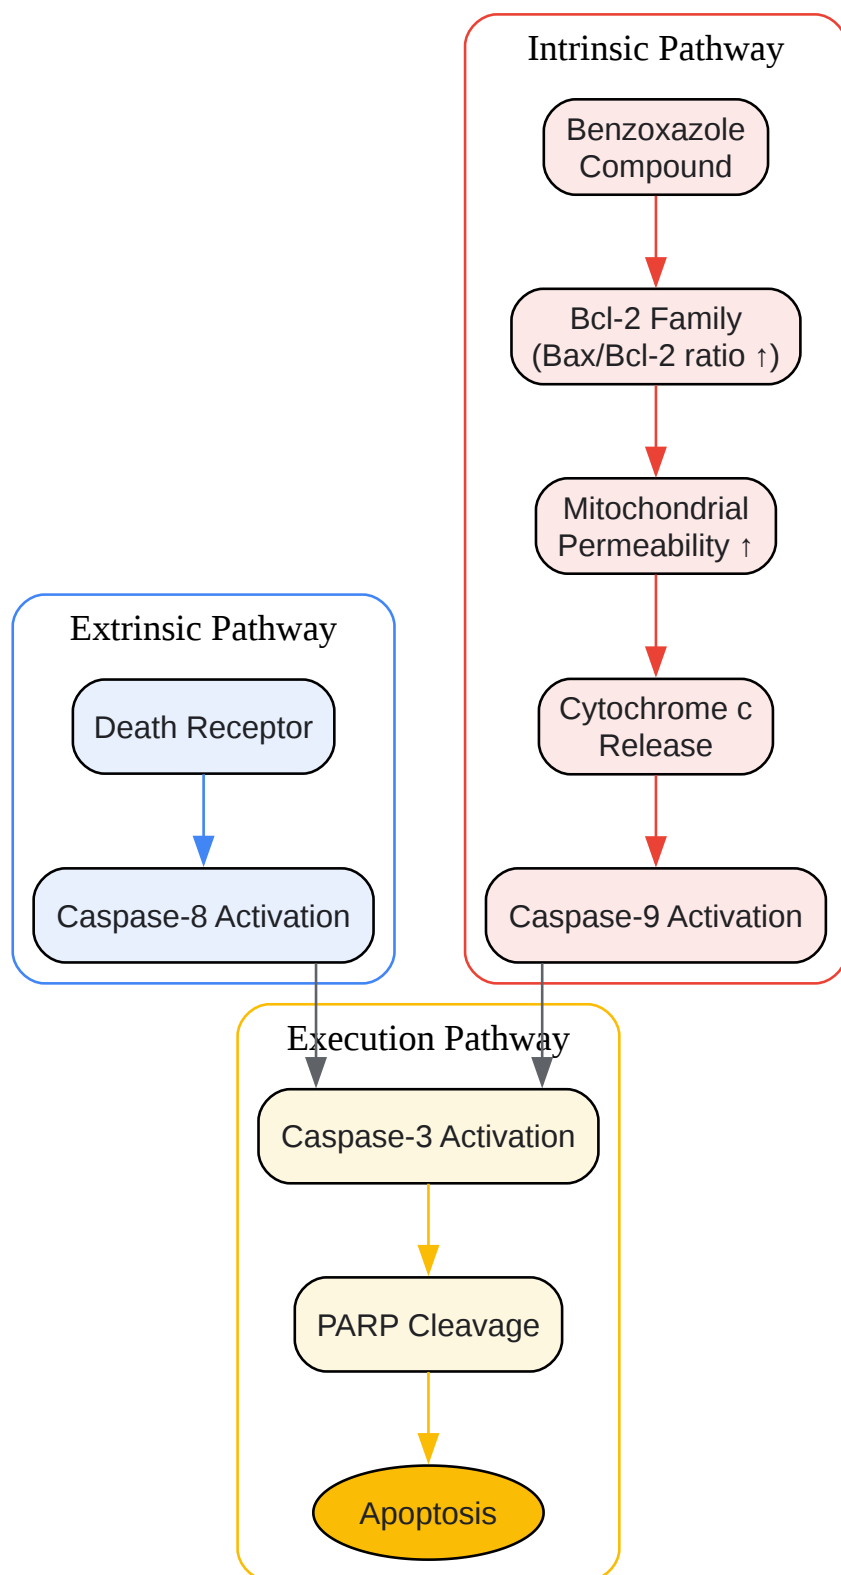 Intrinsic Pathway
Benzoxazole
Compound
Bcl-2 Family
(Bax/Bcl-2 ratio ↑)
Mitochondrial
Permeability ↑
Cytochrome c
Release
Caspase-9 Activation
Extrinsic Pathway
Death Receptor
Caspase-8 Activation
Execution Pathway
Caspase-3 Activation
PARP Cleavage
Apoptosis